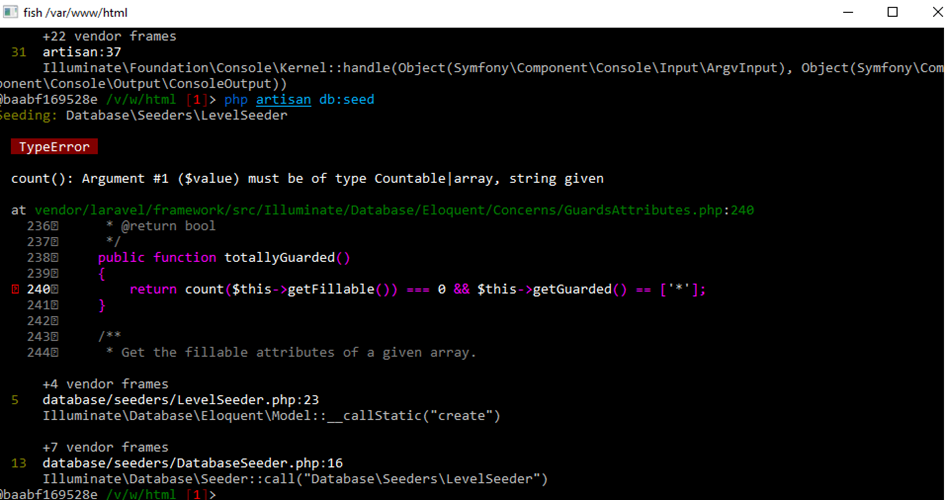 fish /var/www/html
+22 vendor frames
31 artisan:37
Illuminate\Foundation\Console\Kernel::handle(Object(Symfony\Component\Console\Input\ArgvInput), Object(Symfony\Com
ponent\Console\Output\ConsoleOutput))
@baabf169528e /v/w/html [1]> php artisan db:seed
Seeding: Database\Seeders\LevelSeeder
TypeError
count(): Argument #1 ($value) must be of type Countable|array, string given
at vendor/laravel/framework/src/Illuminate/Database/Eloquent/Concerns/GuardsAttributes.php:240
236 * @return bool
237 */
238 public function totallyGuarded()
239 {
240 return count($this->getFillable()) === 0 && $this->getGuarded() == ['*'];
241 }
242
243 /**
244 * Get the fillable attributes of a given array.
+4 vendor frames
5 database/seeders/LevelSeeder.php:23
Illuminate\Database\Eloquent\Model::__callStatic("create")
+7 vendor frames
13 database/seeders/DatabaseSeeder.php:16
Illuminate\Database\Seeder::call("Database\Seeders\LevelSeeder")
@baabf169528e /v/w/html [1]>